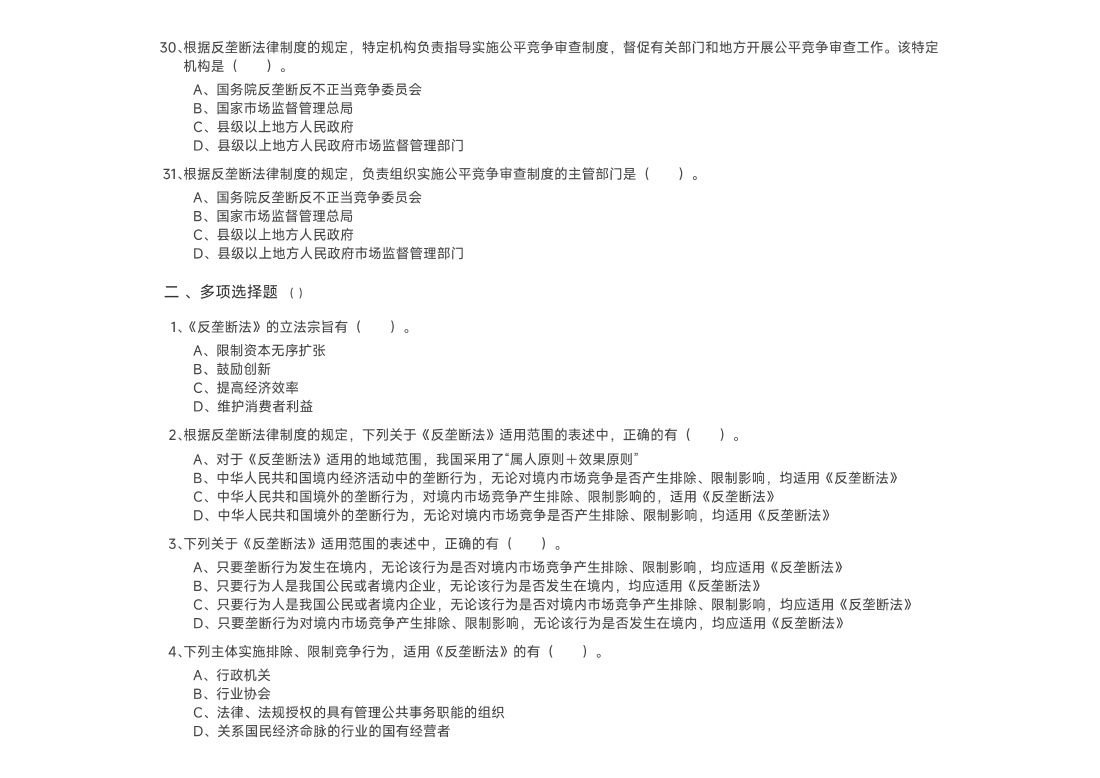 30、根据反垄断法律制度的规定，特定机构负责指导实施公平竞争审查制度，督促有关部门和地方开展公平竞争审查工作。该特定
机构是（　　）。
A、国务院反垄断反不正当竞争委员会
B、国家市场监督管理总局
C、县级以上地方人民政府
D、县级以上地方人民政府市场监督管理部门
31、根据反垄断法律制度的规定，负责组织实施公平竞争审查制度的主管部门是（　　）。
A、国务院反垄断反不正当竞争委员会
B、国家市场监督管理总局
C、县级以上地方人民政府
D、县级以上地方人民政府市场监督管理部门
二 、多项选择题 （ ）
1、《反垄断法》的立法宗旨有（　　）。
A、限制资本无序扩张
B、鼓励创新
C、提高经济效率
D、维护消费者利益
2、根据反垄断法律制度的规定，下列关于《反垄断法》适用范围的表述中，正确的有（　　）。
A、对于《反垄断法》适用的地域范围，我国采用了“属人原则＋效果原则”
B、中华人民共和国境内经济活动中的垄断行为，无论对境内市场竞争是否产生排除、限制影响，均适用《反垄断法》
C、中华人民共和国境外的垄断行为，对境内市场竞争产生排除、限制影响的，适用《反垄断法》
D、中华人民共和国境外的垄断行为，无论对境内市场竞争是否产生排除、限制影响，均适用《反垄断法》
3、下列关于《反垄断法》适用范围的表述中，正确的有（　　）。
A、只要垄断行为发生在境内，无论该行为是否对境内市场竞争产生排除、限制影响，均应适用《反垄断法》
B、只要行为人是我国公民或者境内企业，无论该行为是否发生在境内，均应适用《反垄断法》
C、只要行为人是我国公民或者境内企业，无论该行为是否对境内市场竞争产生排除、限制影响，均应适用《反垄断法》
D、只要垄断行为对境内市场竞争产生排除、限制影响，无论该行为是否发生在境内，均应适用《反垄断法》
4、下列主体实施排除、限制竞争行为，适用《反垄断法》的有（　　）。
A、行政机关
B、行业协会
C、法律、法规授权的具有管理公共事务职能的组织
D、关系国民经济命脉的行业的国有经营者